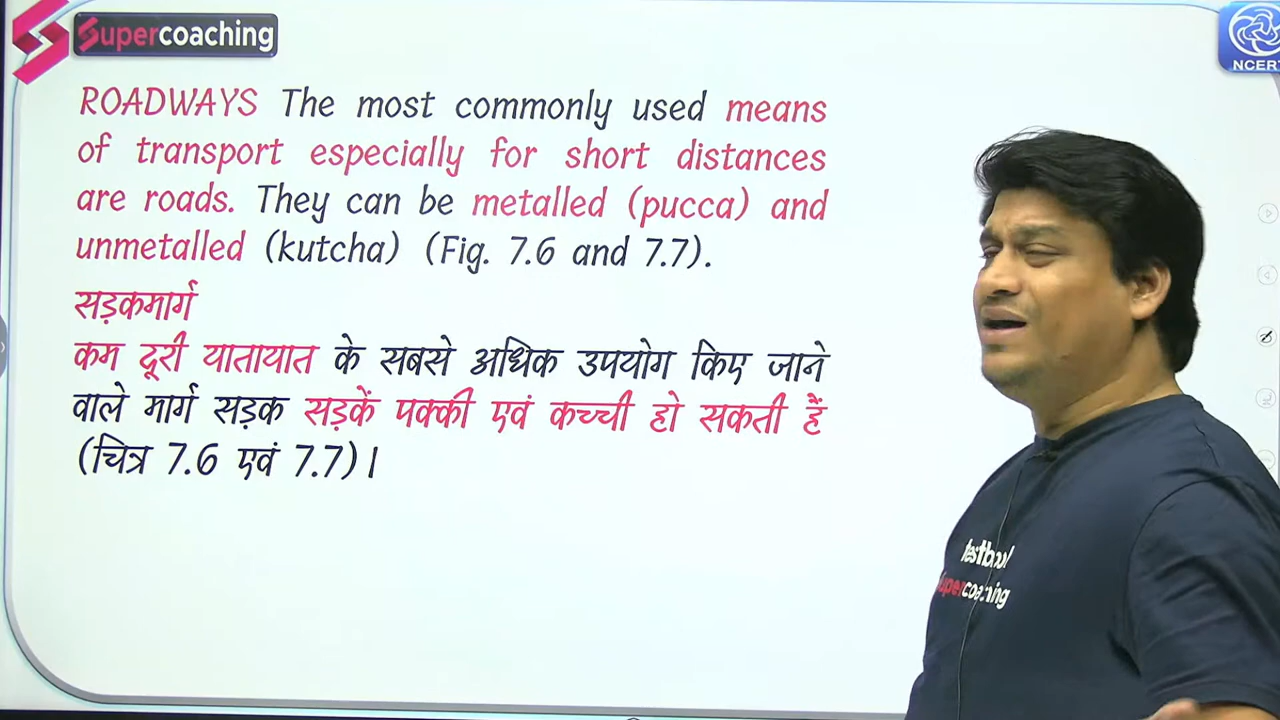 Supercoaching
NCERT
ROADWAYS The most commonly used means
of transport especially for short distances
are roads. They can be metalled (pucca) and
unmetalled (kutcha) (Fig. 7.6 and 7.7).
सड़कमार्ग
कम दूरी यातायात के सबसे अधिक उपयोग किए जाने
वाले मार्ग सड़क सड़कें पक्की एवं कच्ची हो सकती हैं
(चित्र 7.6 एवं 7.7)।
testbook
Supercoaching